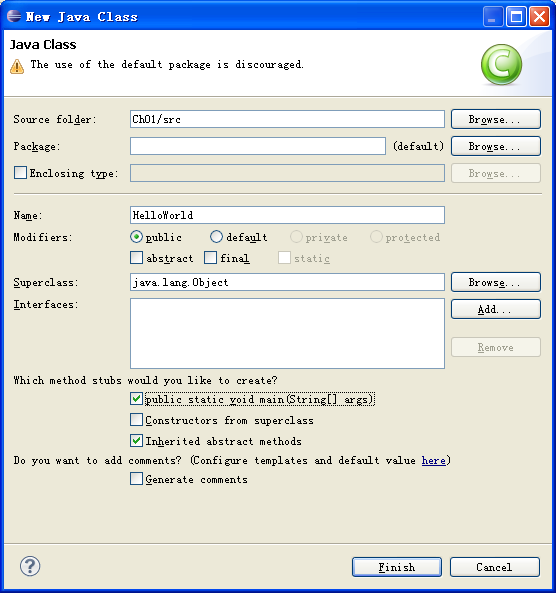 New Java Class
Java Class
The use of the default package is discouraged.
Source folder: Ch01/src Browse...
Package: (default) Browse...
Enclosing type: Browse...
Name: HelloWorld
Modifiers: public default private protected
abstract final static
Superclass: java.lang.Object Browse...
Interfaces: Add...
Remove
Which method stubs would you like to create?
public static void main(String[] args)
Constructors from superclass
Inherited abstract methods
Do you want to add comments? (Configure templates and default value here)
Generate comments
? Finish Cancel